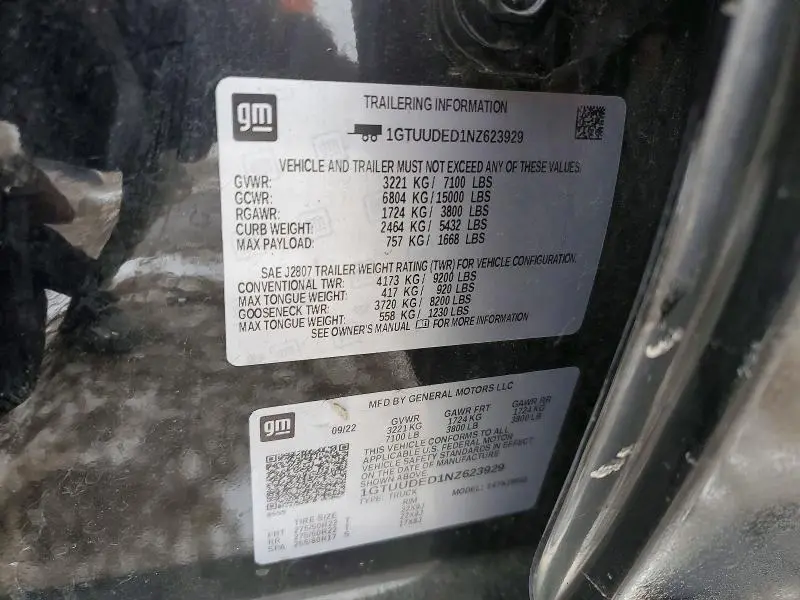 gm
TRAILERING INFORMATION
1GTUUDED1NZ623929
VEHICLE AND TRAILER MUST NOT EXCEED ANY OF THESE VALUES.
GVWR: 3221 KG / 7100 LBS
GCWR: 6804 KG / 15000 LBS
RGAWR: 1724 KG / 3800 LBS
CURB WEIGHT: 2464 KG / 5432 LBS
MAX PAYLOAD: 757 KG / 1668 LBS
SAE J2807 TRAILER WEIGHT RATING (TWR) FOR VEHICLE CONFIGURATION.
CONVENTIONAL TWR: 4173 KG / 9200 LBS
MAX TONGUE WEIGHT: 417 KG / 920 LBS
GOOSENECK TWR: 3720 KG / 8200 LBS
MAX TONGUE WEIGHT: 558 KG / 1230 LBS
SEE OWNER'S MANUAL FOR MORE INFORMATION
gm
MFD BY GENERAL MOTORS LLC
09/22 GVWR GAWR FRT GAWR RR
3221 KG 1724 KG 1724 KG
7100 LB 3800 LB 3800 LB
THIS VEHICLE CONFORMS TO ALL
APPLICABLE U.S. FEDERAL MOTOR
VEHICLE SAFETY STANDARDS IN EFFECT
ON THE DATE OF MANUFACTURE
SHOWN ABOVE.
1GTUUDED1NZ623929
TYPE: TRUCK MODEL:
TIRE SIZE RIM
FRT 275/50R22 22X9J
RR 275/50R22 22X9J
SPA 255/80R17 17X8J